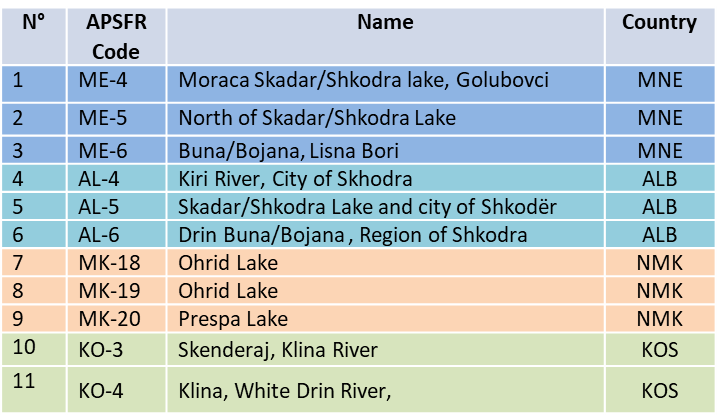 N° APSFR Code Name Country
1 ME-4 Moraca Skadar/Shkodra lake, Golubovci MNE
2 ME-5 North of Skadar/Shkodra Lake MNE
3 ME-6 Buna/Bojana, Lisna Bori MNE
4 AL-4 Kiri River, City of Skhodra ALB
5 AL-5 Skadar/Shkodra Lake and city of Shkodër ALB
6 AL-6 Drin Buna/Bojana , Region of Shkodra ALB
7 MK-18 Ohrid Lake NMK
8 MK-19 Ohrid Lake NMK
9 MK-20 Prespa Lake NMK
10 KO-3 Skenderaj, Klina River KOS
11 KO-4 Klina, White Drin River, KOS